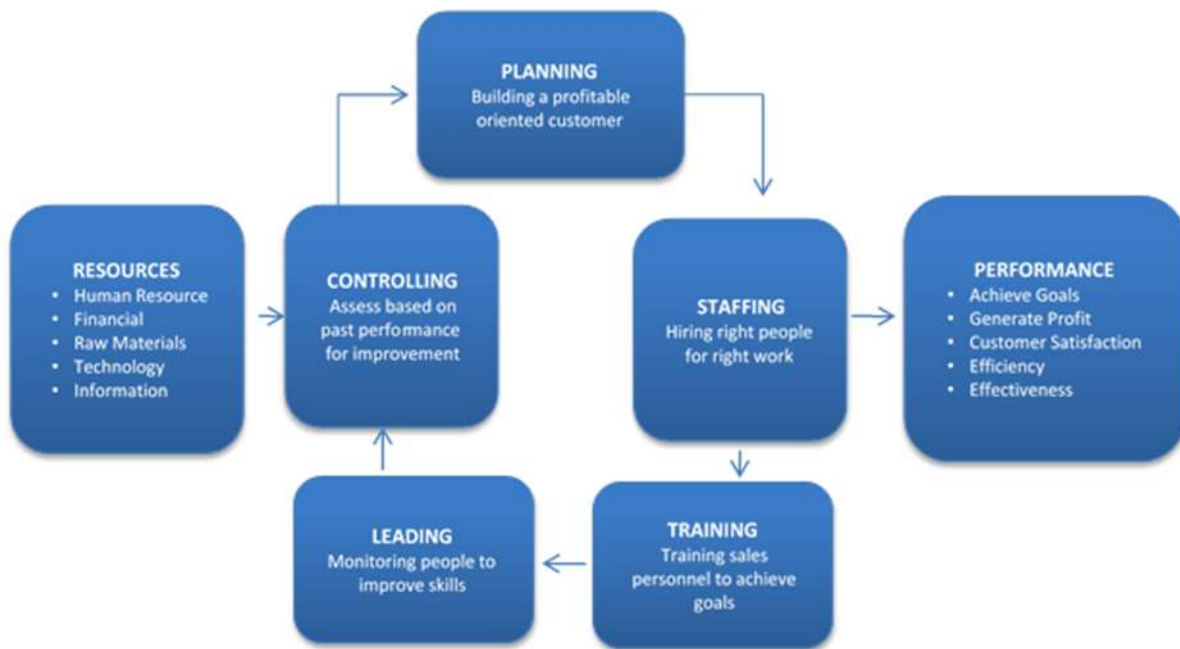 PLANNING
Building a profitable
oriented customer
RESOURCES
• Human Resource
• Financial
• Raw Materials
• Technology
• Information
CONTROLLING
Assess based on
past performance
for improvement
STAFFING
Hiring right people
for right work
PERFORMANCE
• Achieve Goals
• Generate Profit
• Customer Satisfaction
• Efficiency
• Effectiveness
LEADING
Monitoring people to
improve skills
TRAINING
Training sales
personnel to achieve
goals